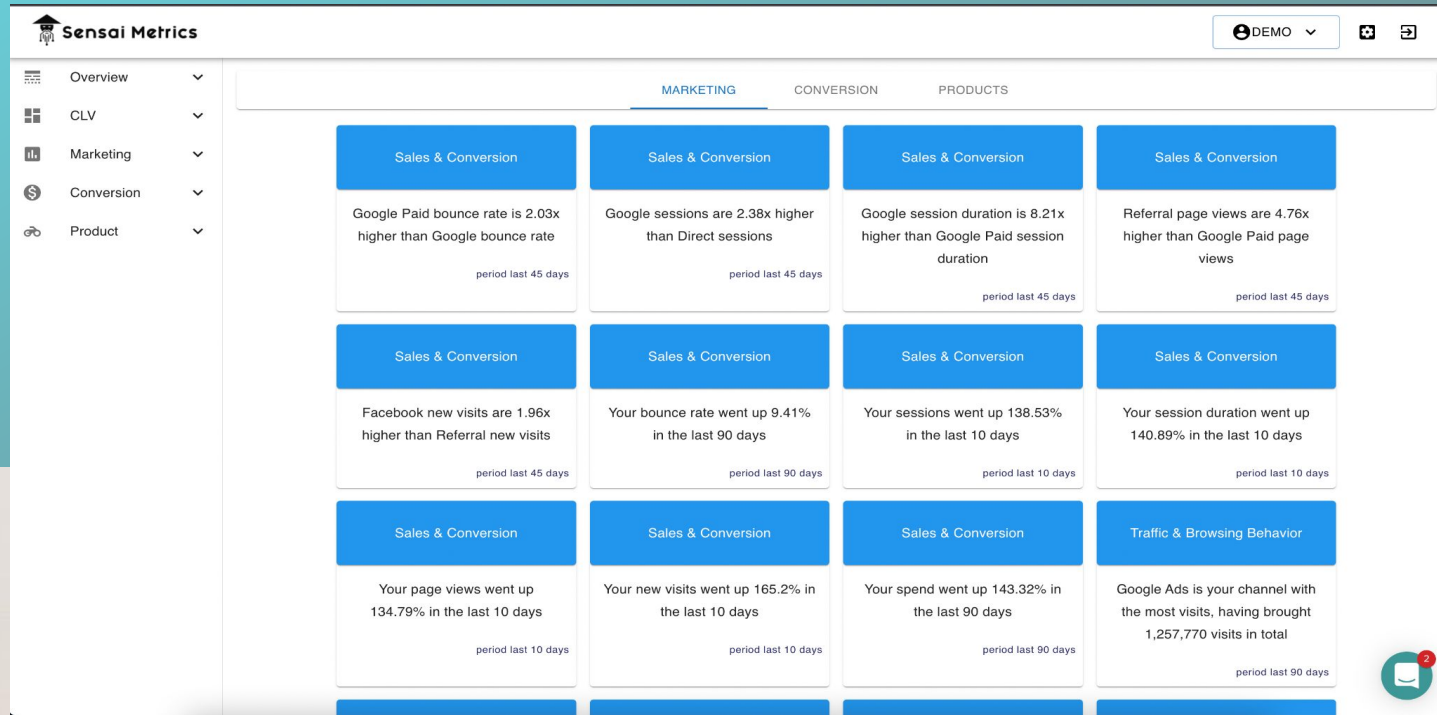 Sensai Metrics
DEMO
Overview
CLV
Marketing
Conversion
Product
MARKETING
CONVERSION
PRODUCTS
Sales & Conversion
Google Paid bounce rate is 2.03x
higher than Google bounce rate
period last 45 days
Sales & Conversion
Google sessions are 2.38x higher
than Direct sessions
period last 45 days
Sales & Conversion
Google session duration is 8.21x
higher than Google Paid session
duration
period last 45 days
Sales & Conversion
Referral page views are 4.76x
higher than Google Paid page
views
period last 45 days
Sales & Conversion
Facebook new visits are 1.96x
higher than Referral new visits
period last 45 days
Sales & Conversion
Your bounce rate went up 9.41%
in the last 90 days
period last 90 days
Sales & Conversion
Your sessions went up 138.53%
in the last 10 days
period last 10 days
Sales & Conversion
Your session duration went up
140.89% in the last 10 days
period last 10 days
Sales & Conversion
Your page views went up
134.79% in the last 10 days
period last 10 days
Sales & Conversion
Your new visits went up 165.2% in
the last 10 days
period last 10 days
Sales & Conversion
Your spend went up 143.32% in
the last 90 days
period last 90 days
Traffic & Browsing Behavior
Google Ads is your channel with
the most visits, having brought
1,257,770 visits in total
period last 90 days
2